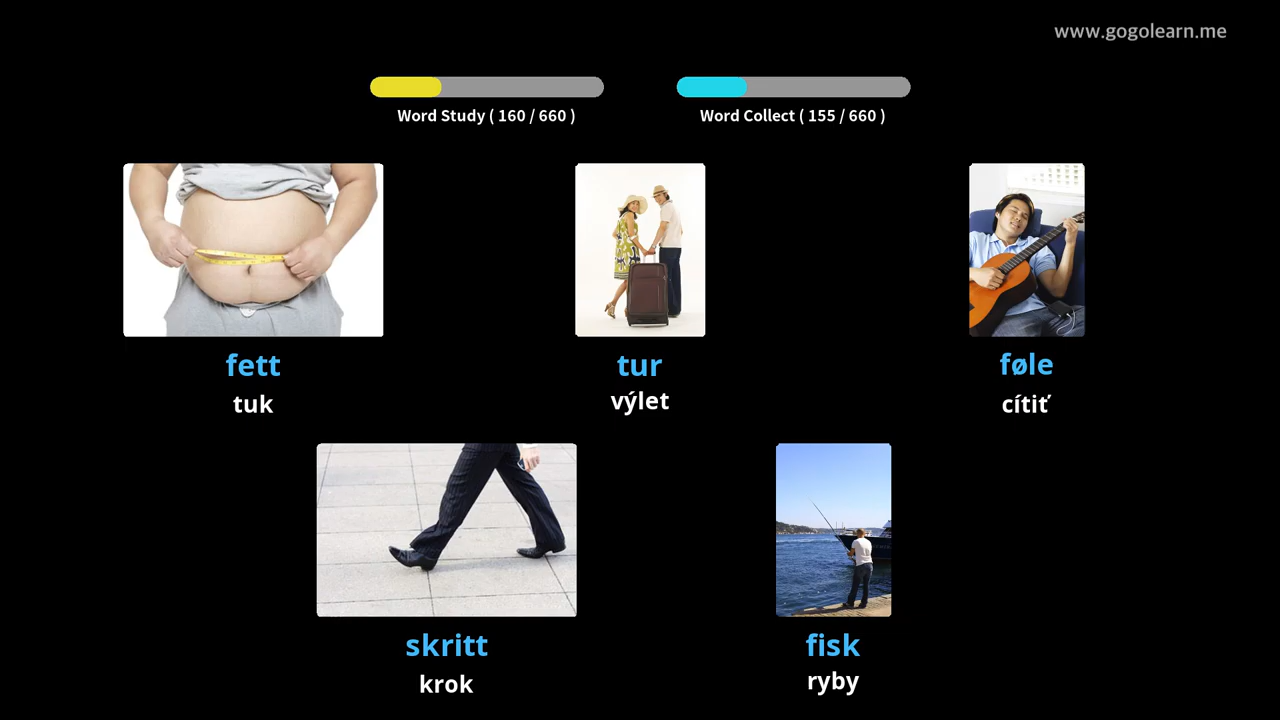 www.gogolearn.me
Word Study ( 160 / 660 )
Word Collect ( 155 / 660 )
fett
tuk
tur
výlet
føle
cítiť
skritt
krok
fisk
ryby